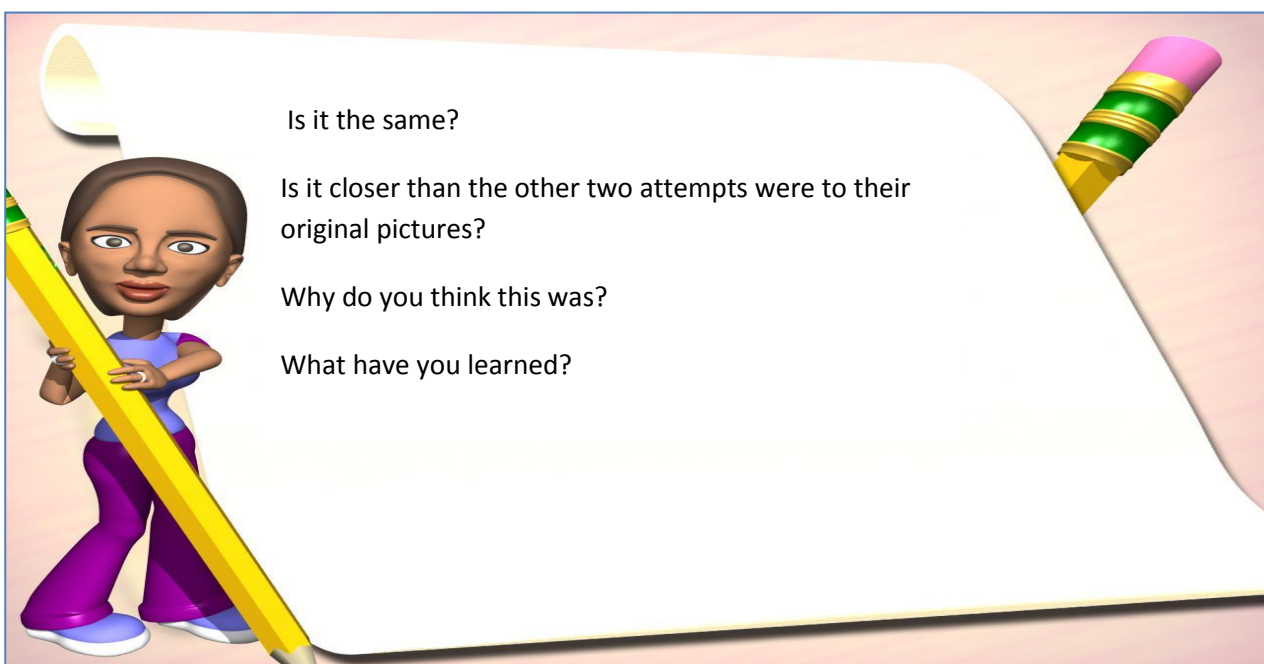 Is it the same?
Is it closer than the other two attempts were to their
original pictures?
Why do you think this was?
What have you learned?